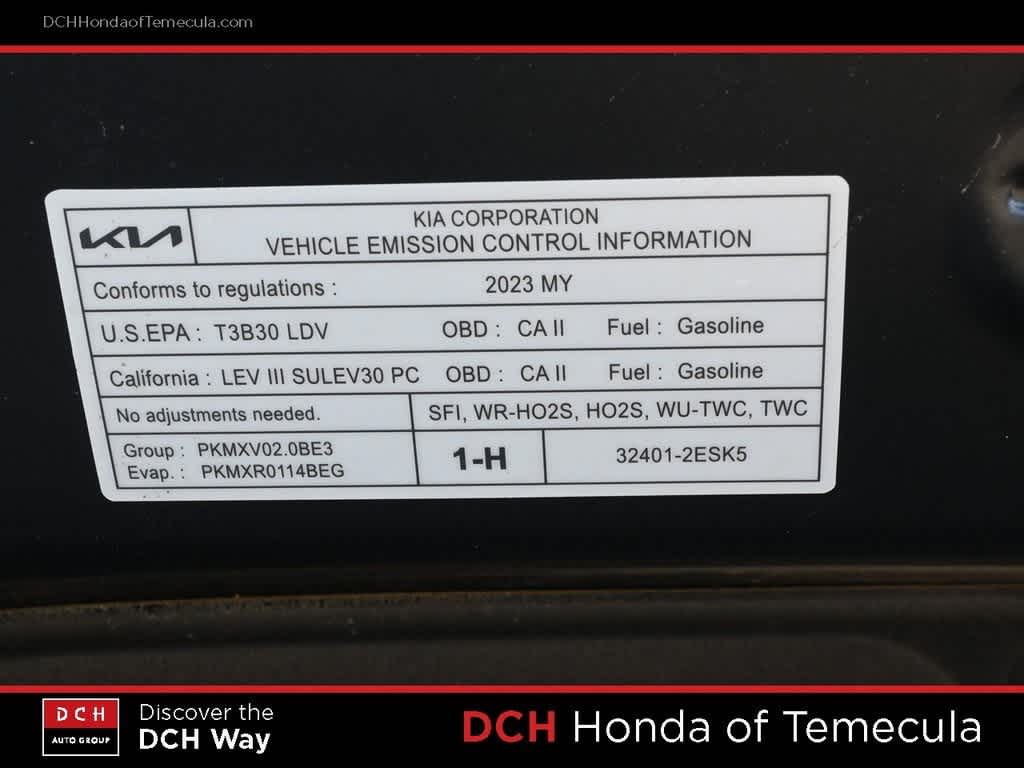 DCHHondaofTemecula.com
KIA
KIA CORPORATION
VEHICLE EMISSION CONTROL INFORMATION
Conforms to regulations : 2023 MY
U.S.EPA : T3B30 LDV OBD : CA II Fuel : Gasoline
California : LEV III SULEV30 PC OBD : CA II Fuel : Gasoline
No adjustments needed. SFI, WR-HO2S, HO2S, WU-TWC, TWC
Group : PKMXV02.0BE3
Evap. : PKMXR0114BEG
1-H
32401-2ESK5
DCH
AUTO GROUP
Discover the
DCH Way
DCH Honda of Temecula